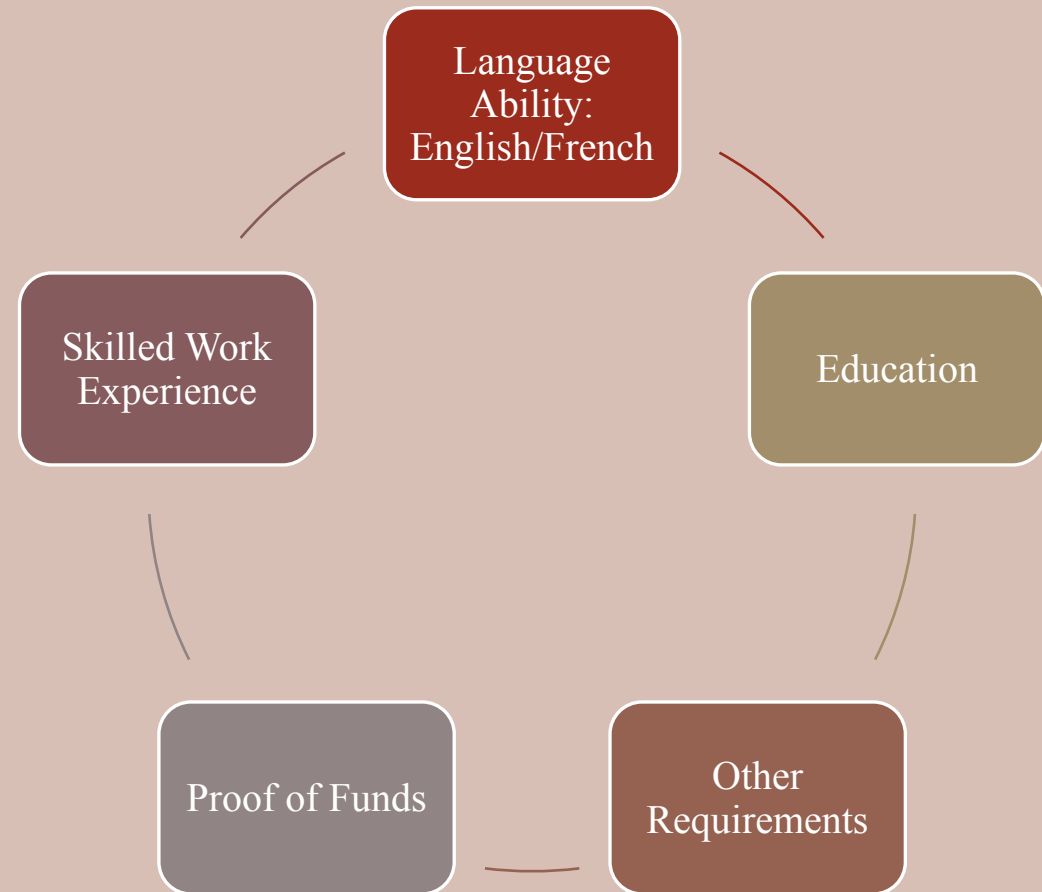 Language
Ability:
English/French
Education
Other
Requirements
Proof of Funds
Skilled Work
Experience